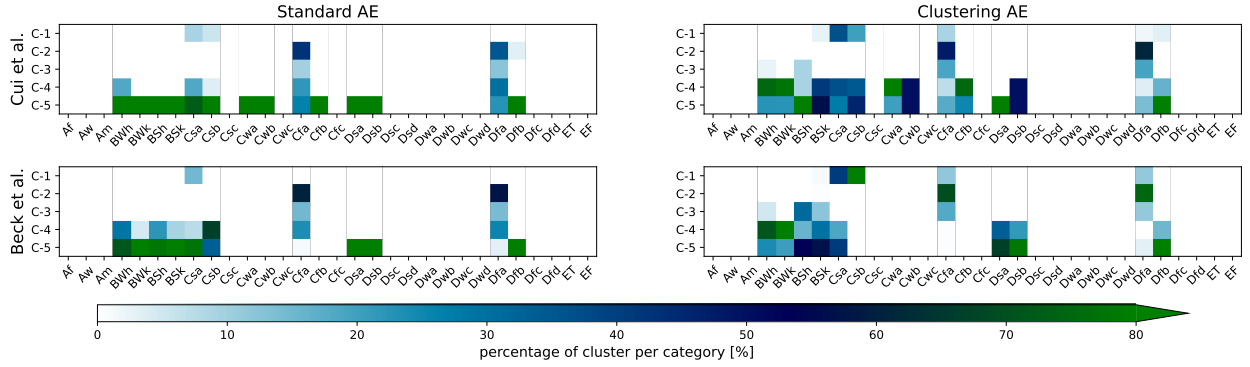 Standard AE
Clustering AE
Cui et al.
C-1
C-2
C-3
C-4
C-5
Af Aw Am BWh BWk BSh BSk Csa Csb Csc Cwa Cwb Cwc Cfa Cfb Cfc Dsa Dsb Dsc Dsd Dwa Dwb Dwc Dwd Dfa Dfb Dfc Dfd ET EF
C-1
C-2
C-3
C-4
C-5
Af Aw Am BWh BWk BSh BSk Csa Csb Csc Cwa Cwb Cwc Cfa Cfb Cfc Dsa Dsb Dsc Dsd Dwa Dwb Dwc Dwd Dfa Dfb Dfc Dfd ET EF
Beck et al.
C-1
C-2
C-3
C-4
C-5
Af Aw Am BWh BWk BSh BSk Csa Csb Csc Cwa Cwb Cwc Cfa Cfb Cfc Dsa Dsb Dsc Dsd Dwa Dwb Dwc Dwd Dfa Dfb Dfc Dfd ET EF
C-1
C-2
C-3
C-4
C-5
Af Aw Am BWh BWk BSh BSk Csa Csb Csc Cwa Cwb Cwc Cfa Cfb Cfc Dsa Dsb Dsc Dsd Dwa Dwb Dwc Dwd Dfa Dfb Dfc Dfd ET EF
0 10 20 30 40 50 60 70 80
percentage of cluster per category [%]